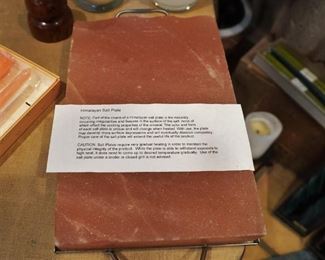 Himalayan Salt Plate
NOTE: Part of the charm of a Himalayan salt plate is the naturally
occurring irregularities and fissures in the surface of the salt rock
which effect the cooking properties of the mineral. The color and form
of each salt plate is unique and will change when heated. With use, the plate
may develop more surface depressions and will eventually dissolve completely.
Proper care of the salt plate will extend the useful life of the product.
CAUTION: Salt Plates require very gradual heating in order to maintain the
physical integrity of the product. While the plate is able to withstand exposure to
high heat, it does need to come up to desired temperature gradually. Use of the
salt plate under a broiler or closed grill is not advised.